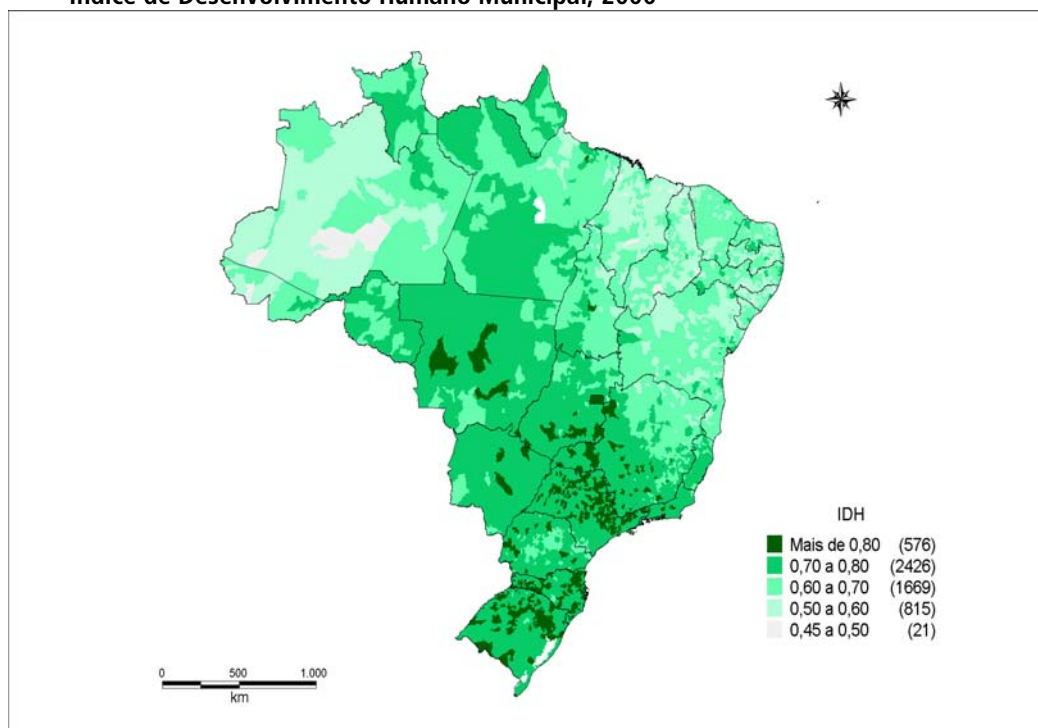 Índice de Desenvolvimento Humano Municipal, 2000
IDH
Mais de 0,80 (576)
0,70 a 0,80 (2426)
0,60 a 0,70 (1669)
0,50 a 0,60 (815)
0,45 a 0,50 (21)
0 500 1.000
km